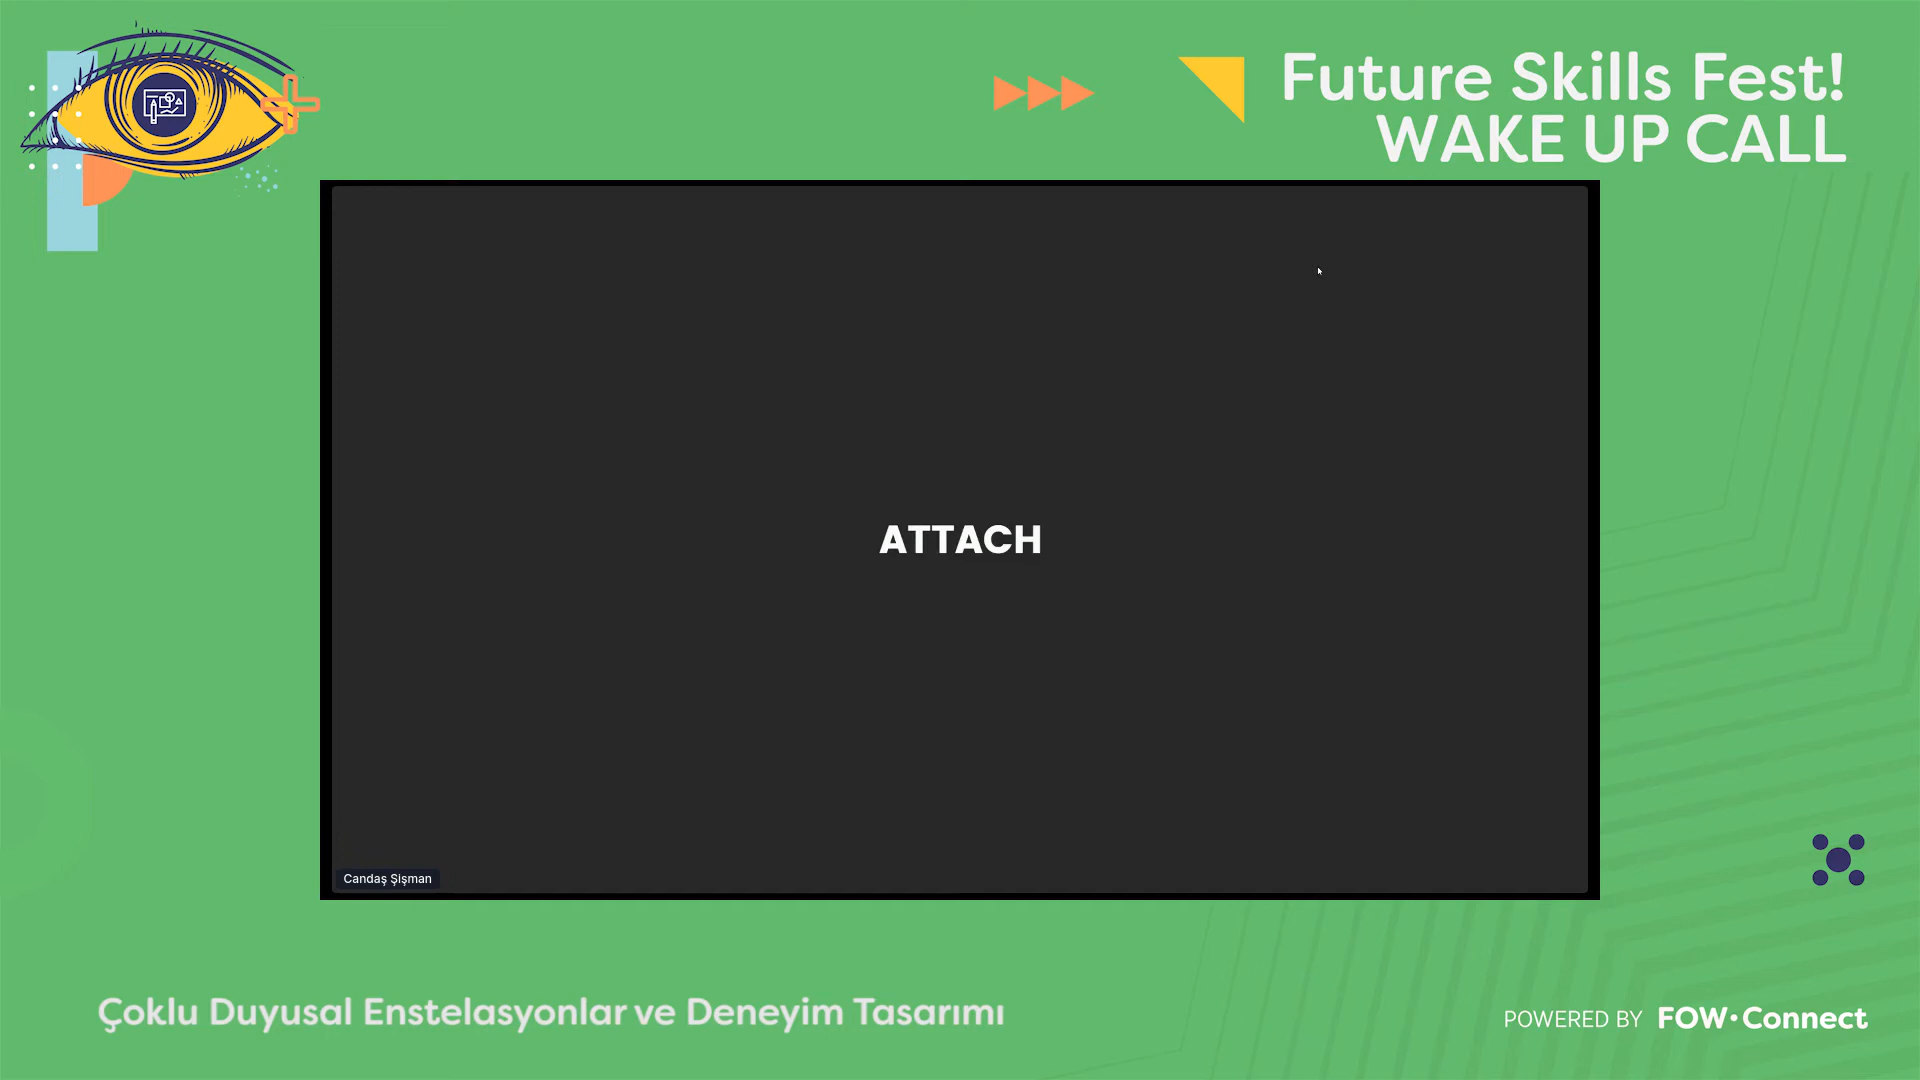 Future Skills Fest!
WAKE UP CALL
ATTACH
Candaş Şişman
Çoklu Duyusal Enstelasyonlar ve Deneyim Tasarımı
POWERED BY FOW·Connect